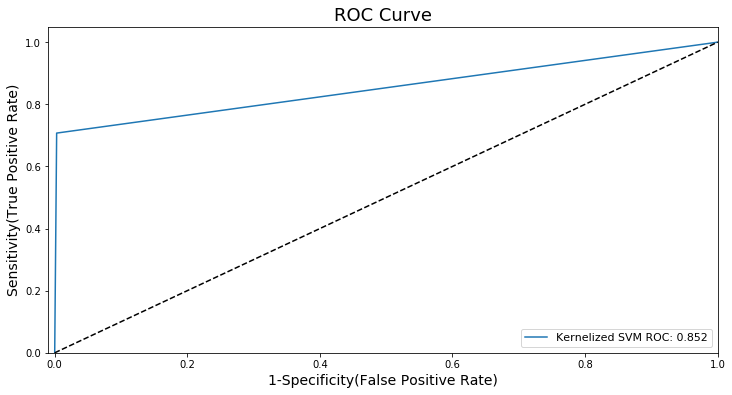 ROC Curve
Sensitivity(True Positive Rate)
1.0
0.8
0.6
0.4
0.2
0.0
0.0 0.2 0.4 0.6 0.8 1.0
Kernelized SVM ROC: 0.852
1-Specificity(False Positive Rate)